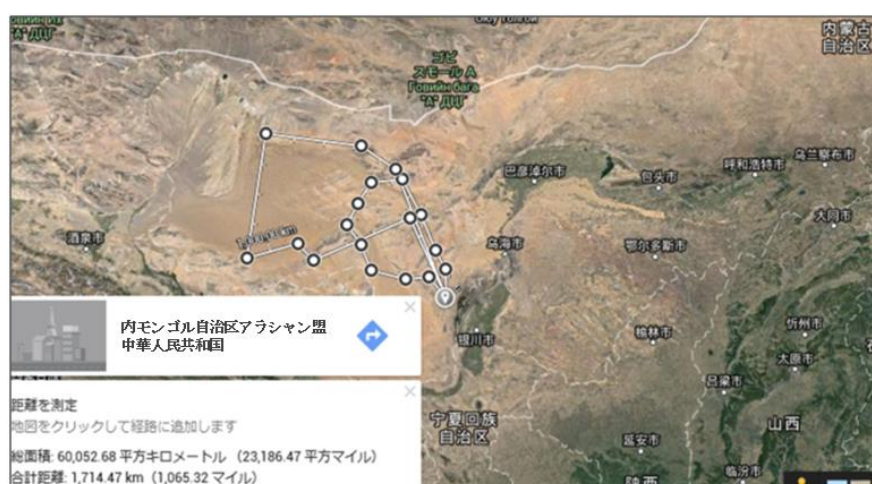 内蒙古
自治区
ゴビ
スモール A
Говийн бага
"А" ДЦГ
巴彦淖尔市
包头市
呼和浩特市
乌兰察布市
大同市
酒泉市
乌海市
鄂尔多斯市
银川市
榆林市
忻州市
太原市
吕梁市
山西
宁夏回族
自治区
延安市
临汾市
陕西
内モンゴル自治区アラシャン盟
中華人民共和国
距離を測定
地図をクリックして経路に追加します
総面積: 60,052.68 平方キロメートル（23,186.47 平方マイル）
合計距離: 1,714.47 km（1,065.32 マイル）